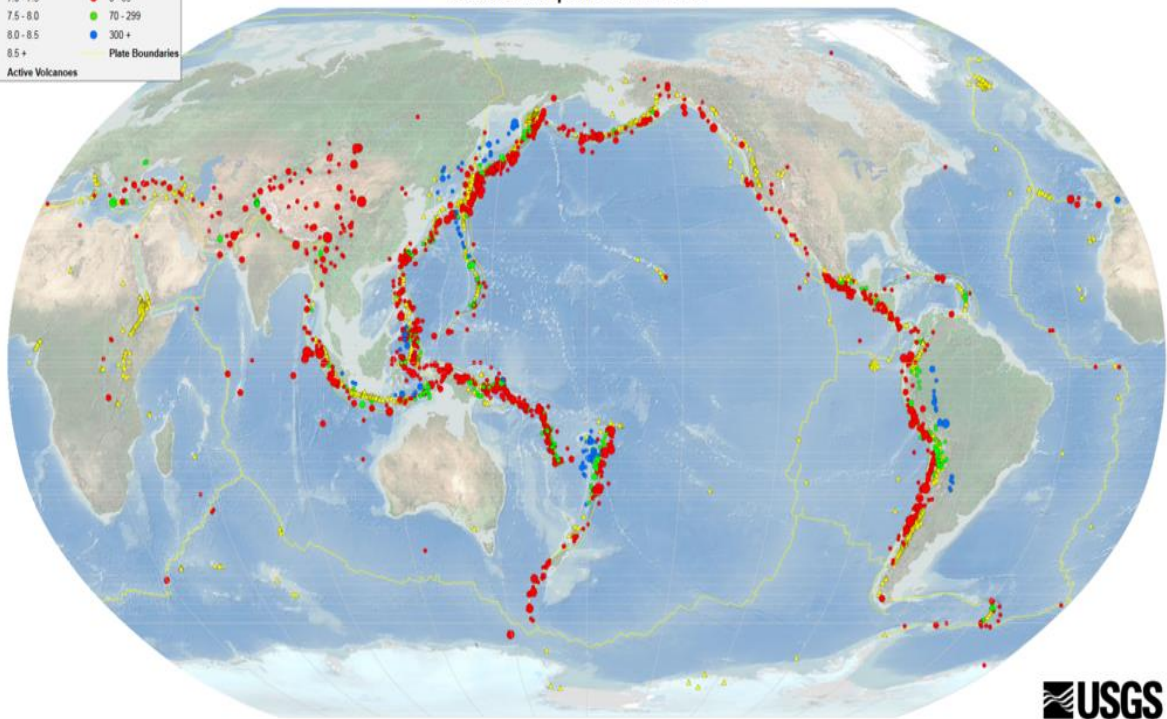 7.5 - 8.0 70 - 299
8.0 - 8.5 300 +
8.5 + Plate Boundaries
Active Volcanoes
USGS